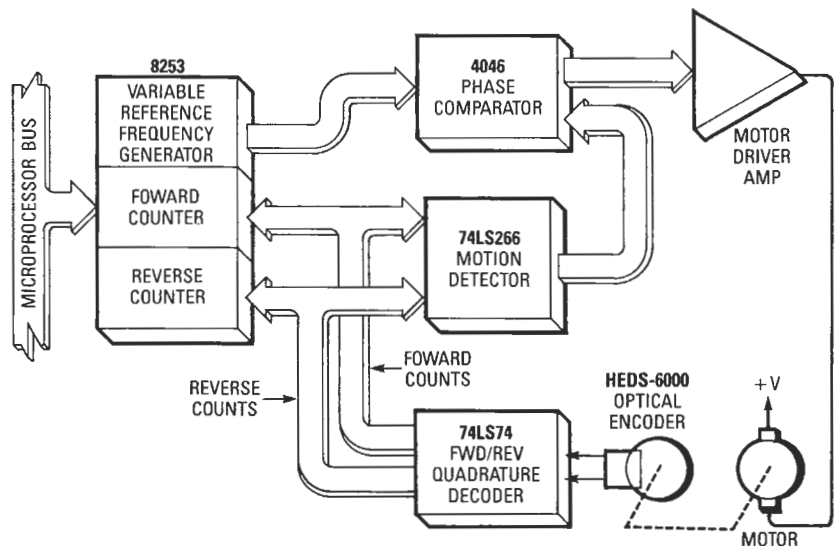 MICROPROCESSOR BUS
8253
VARIABLE
REFERENCE
FREQUENCY
GENERATOR
FOWARD
COUNTER
REVERSE
COUNTER
4046
PHASE
COMPARATOR
MOTOR
DRIVER
AMP
74LS266
MOTION
DETECTOR
REVERSE
COUNTS
FOWARD
COUNTS
74LS74
FWD/REV
QUADRATURE
DECODER
HEDS-6000
OPTICAL
ENCODER
+V
MOTOR